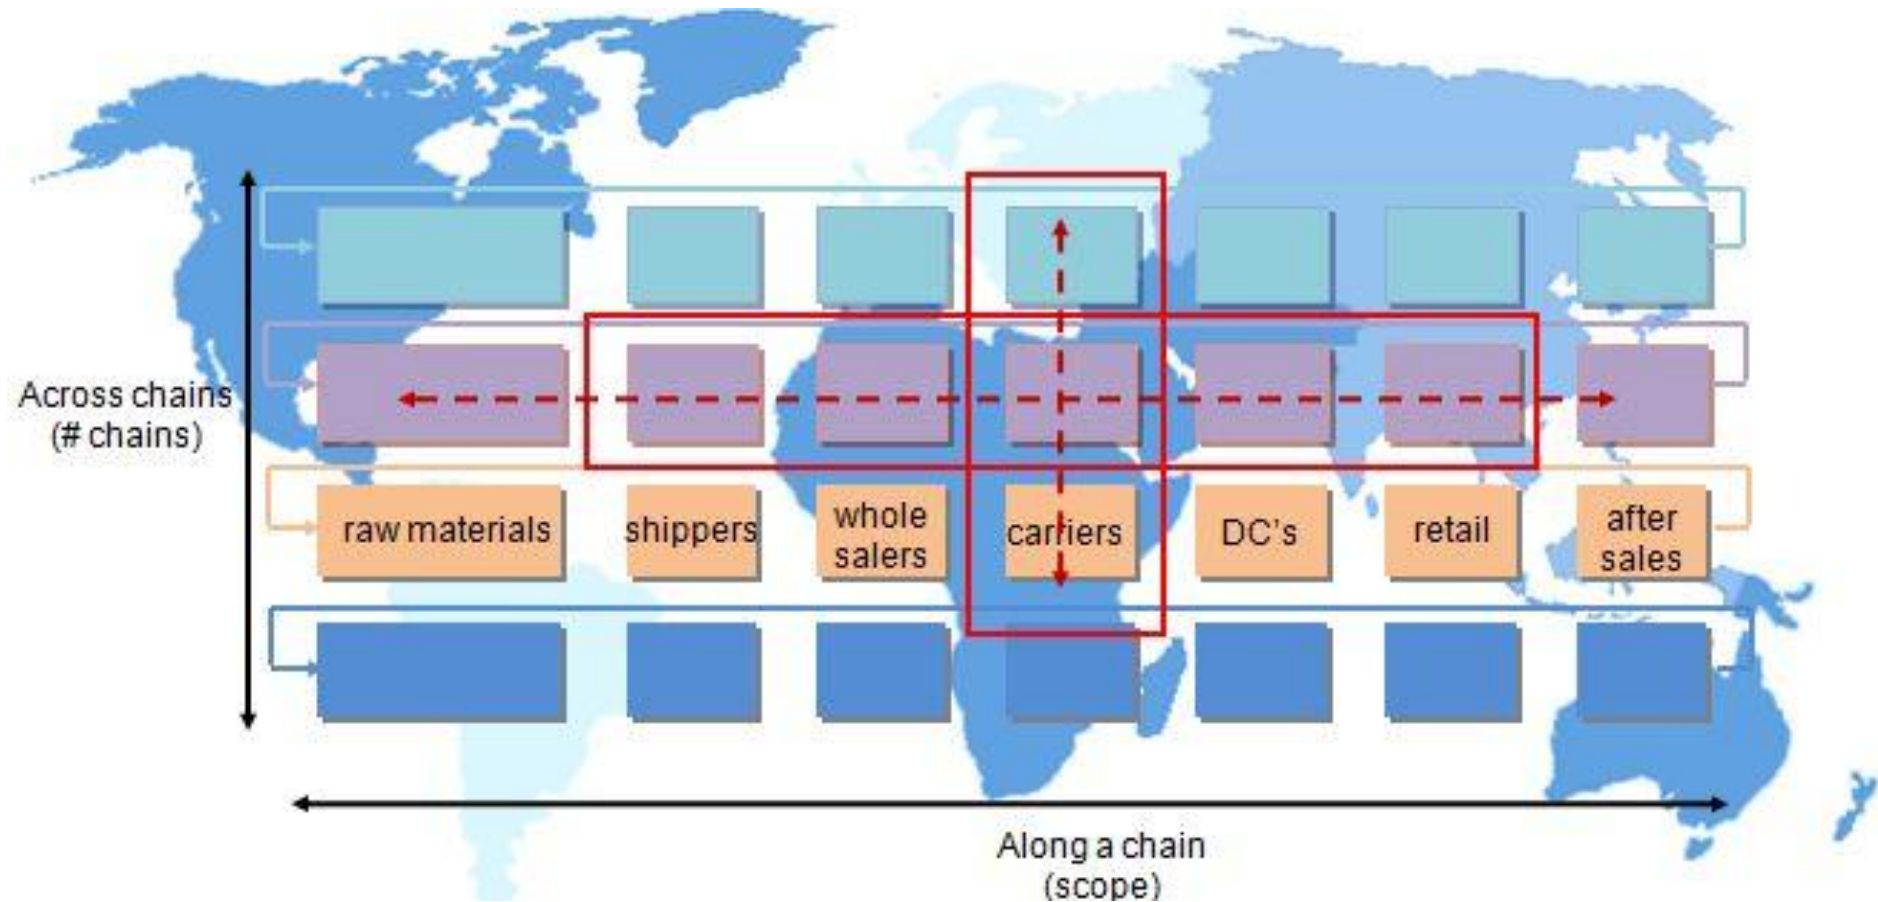 Across chains
(# chains)
raw materials
shippers
whole
salers
carriers
DC's
retail
after
sales
Along a chain
(scope)